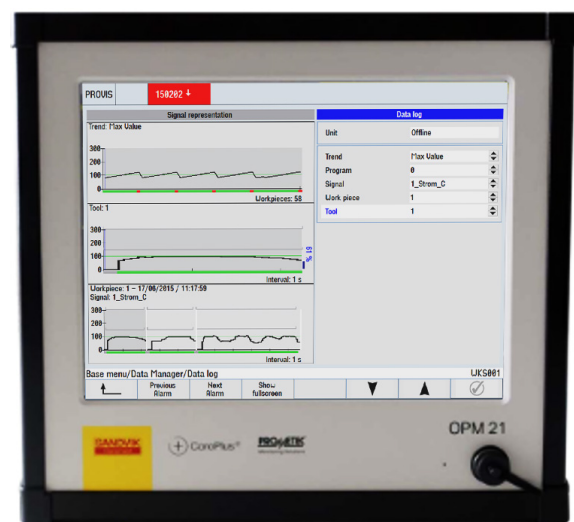 PROVIS
150202 ↓
Signal representation
Trend: Max Value
300
200
100
0
Workpieces: 58
Tool: 1
300
200
100
0
61 %
Interval: 1 s
Workpiece: 1 – 17/06/2015 / 11:17:59
Signal: 1_Strom_C
300
200
100
0
Interval: 1 s
Data log
Unit Offline
Trend Max Value
Program 0
Signal 1_Strom_C
Work piece 1
Tool 1
Base menu/Data Manager/Data log WKS001
Previous Alarm
Next Alarm
Show fullscreen
OPM 21
SANDVIK
CoroPlus®
PROMETEC